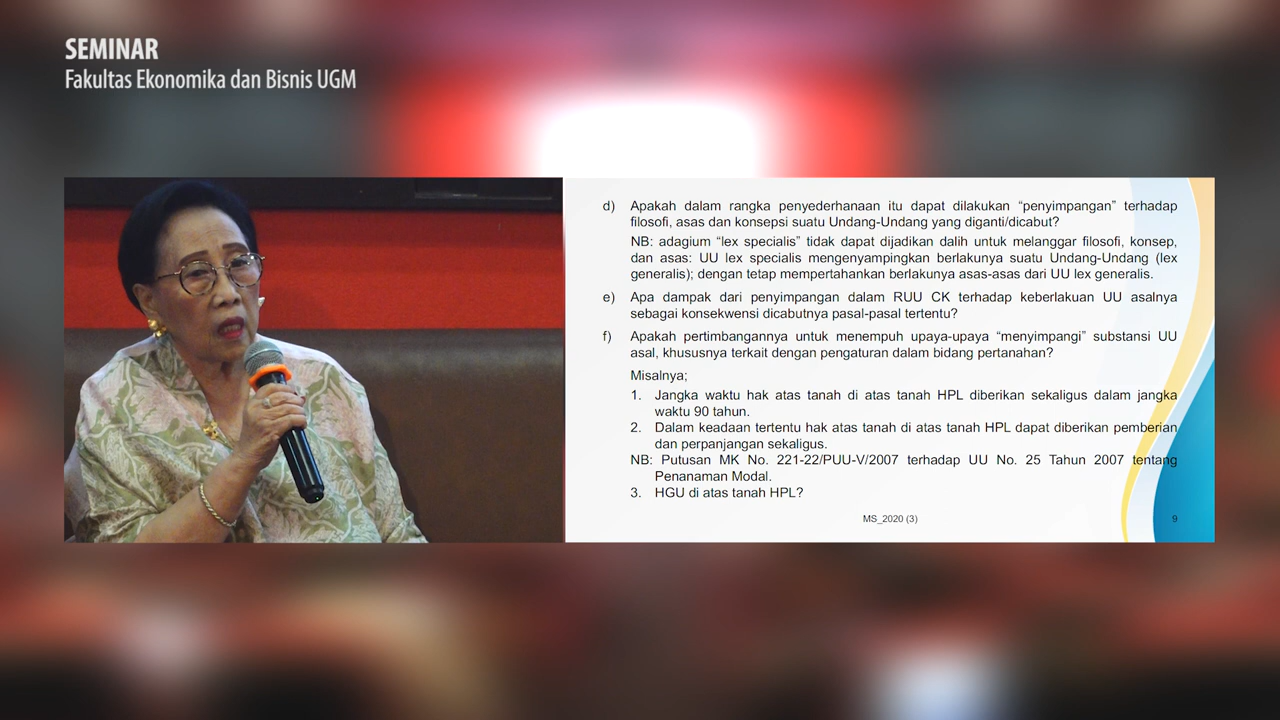 SEMINAR
Fakultas Ekonomika dan Bisnis UGM
d) Apakah dalam rangka penyederhanaan itu dapat dilakukan “penyimpangan” terhadap
filosofi, asas dan konsepsi suatu Undang-Undang yang diganti/dicabut?
NB: adagium “lex specialis” tidak dapat dijadikan dalih untuk melanggar filosofi, konsep,
dan asas: UU lex specialis mengenyampingkan berlakunya suatu Undang-Undang (lex
generalis); dengan tetap mempertahankan berlakunya asas-asas dari UU lex generalis.
e) Apa dampak dari penyimpangan dalam RUU CK terhadap keberlakuan UU asalnya
sebagai konsekwensi dicabutnya pasal-pasal tertentu?
f) Apakah pertimbangannya untuk menempuh upaya-upaya “menyimpangi” substansi UU
asal, khususnya terkait dengan pengaturan dalam bidang pertanahan?
Misalnya;
1. Jangka waktu hak atas tanah di atas tanah HPL diberikan sekaligus dalam jangka
waktu 90 tahun.
2. Dalam keadaan tertentu hak atas tanah di atas tanah HPL dapat diberikan pemberian
dan perpanjangan sekaligus.
NB: Putusan MK No. 221-22/PUU-V/2007 terhadap UU No. 25 Tahun 2007 tentang
Penanaman Modal.
3. HGU di atas tanah HPL?
MS_2020 (3)
9